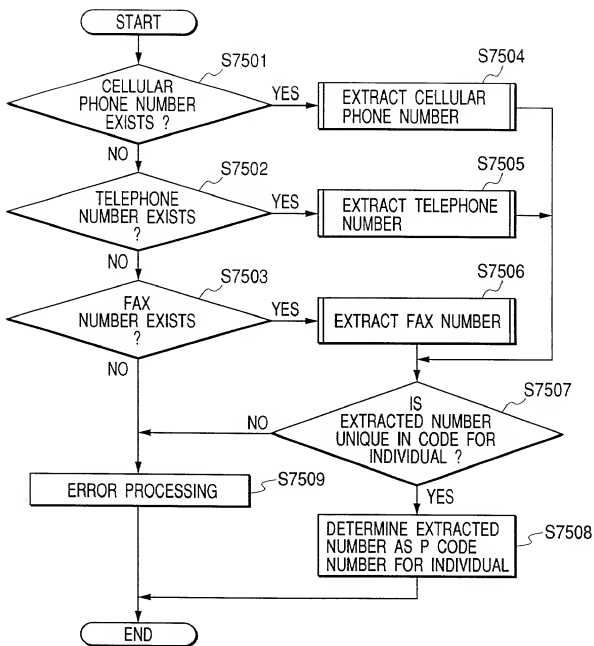 START
S7501
CELLULAR
PHONE NUMBER
EXISTS ?
YES
S7504
EXTRACT CELLULAR
PHONE NUMBER
NO
S7502
TELEPHONE
NUMBER EXISTS
?
YES
S7505
EXTRACT TELEPHONE
NUMBER
NO
S7503
FAX
NUMBER EXISTS
?
YES
S7506
EXTRACT FAX NUMBER
NO
S7507
IS
EXTRACTED NUMBER
UNIQUE IN CODE FOR
INDIVIDUAL ?
NO
YES
S7509
ERROR PROCESSING
S7508
DETERMINE EXTRACTED
NUMBER AS P CODE
NUMBER FOR INDIVIDUAL
END